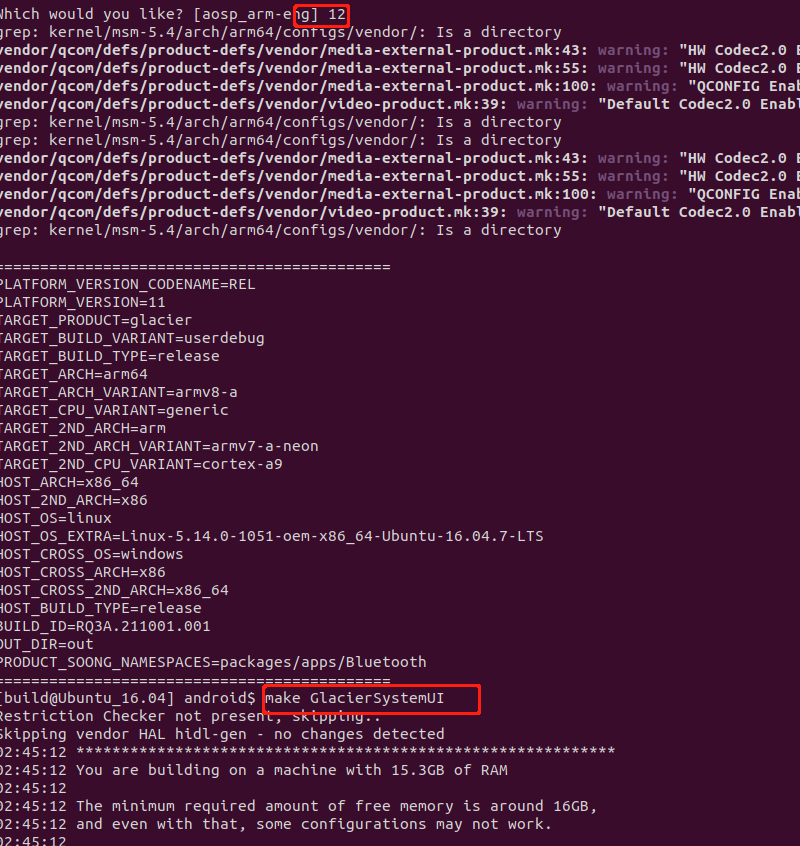 Which would you like? [aosp_arm-eng] 12
grep: kernel/msm-5.4/arch/arm64/configs/vendor/: Is a directory
vendor/qcom/defs/product-defs/vendor/media-external-product.mk:43: warning: "HW Codec2.0 E
vendor/qcom/defs/product-defs/vendor/media-external-product.mk:55: warning: "HW Codec2.0 E
vendor/qcom/defs/product-defs/vendor/media-external-product.mk:100: warning: "QCONFIG Enab
vendor/qcom/defs/product-defs/vendor/video-product.mk:39: warning: "Default Codec2.0 Enabl
grep: kernel/msm-5.4/arch/arm64/configs/vendor/: Is a directory
grep: kernel/msm-5.4/arch/arm64/configs/vendor/: Is a directory
vendor/qcom/defs/product-defs/vendor/media-external-product.mk:43: warning: "HW Codec2.0 E
vendor/qcom/defs/product-defs/vendor/media-external-product.mk:55: warning: "HW Codec2.0 E
vendor/qcom/defs/product-defs/vendor/media-external-product.mk:100: warning: "QCONFIG Enab
vendor/qcom/defs/product-defs/vendor/video-product.mk:39: warning: "Default Codec2.0 Enabl
grep: kernel/msm-5.4/arch/arm64/configs/vendor/: Is a directory
============================================
PLATFORM_VERSION_CODENAME=REL
PLATFORM_VERSION=11
TARGET_PRODUCT=glacier
TARGET_BUILD_VARIANT=userdebug
TARGET_BUILD_TYPE=release
TARGET_ARCH=arm64
TARGET_ARCH_VARIANT=armv8-a
TARGET_CPU_VARIANT=generic
TARGET_2ND_ARCH=arm
TARGET_2ND_ARCH_VARIANT=armv7-a-neon
TARGET_2ND_CPU_VARIANT=cortex-a9
HOST_ARCH=x86_64
HOST_2ND_ARCH=x86
HOST_OS=linux
HOST_OS_EXTRA=Linux-5.14.0-1051-oem-x86_64-Ubuntu-16.04.7-LTS
HOST_CROSS_OS=windows
HOST_CROSS_ARCH=x86
HOST_CROSS_2ND_ARCH=x86_64
HOST_BUILD_TYPE=release
BUILD_ID=RQ3A.211001.001
OUT_DIR=out
PRODUCT_SOONG_NAMESPACES=packages/apps/Bluetooth
============================================
[build@Ubuntu_16.04] android$ make GlacierSystemUI
Restriction Checker not present, skipping..
Skipping vendor HAL hidl-gen - no changes detected
02:45:12 ************************************************************
02:45:12 You are building on a machine with 15.3GB of RAM
02:45:12
02:45:12 The minimum required amount of free memory is around 16GB,
02:45:12 and even with that, some configurations may not work.
02:45:12